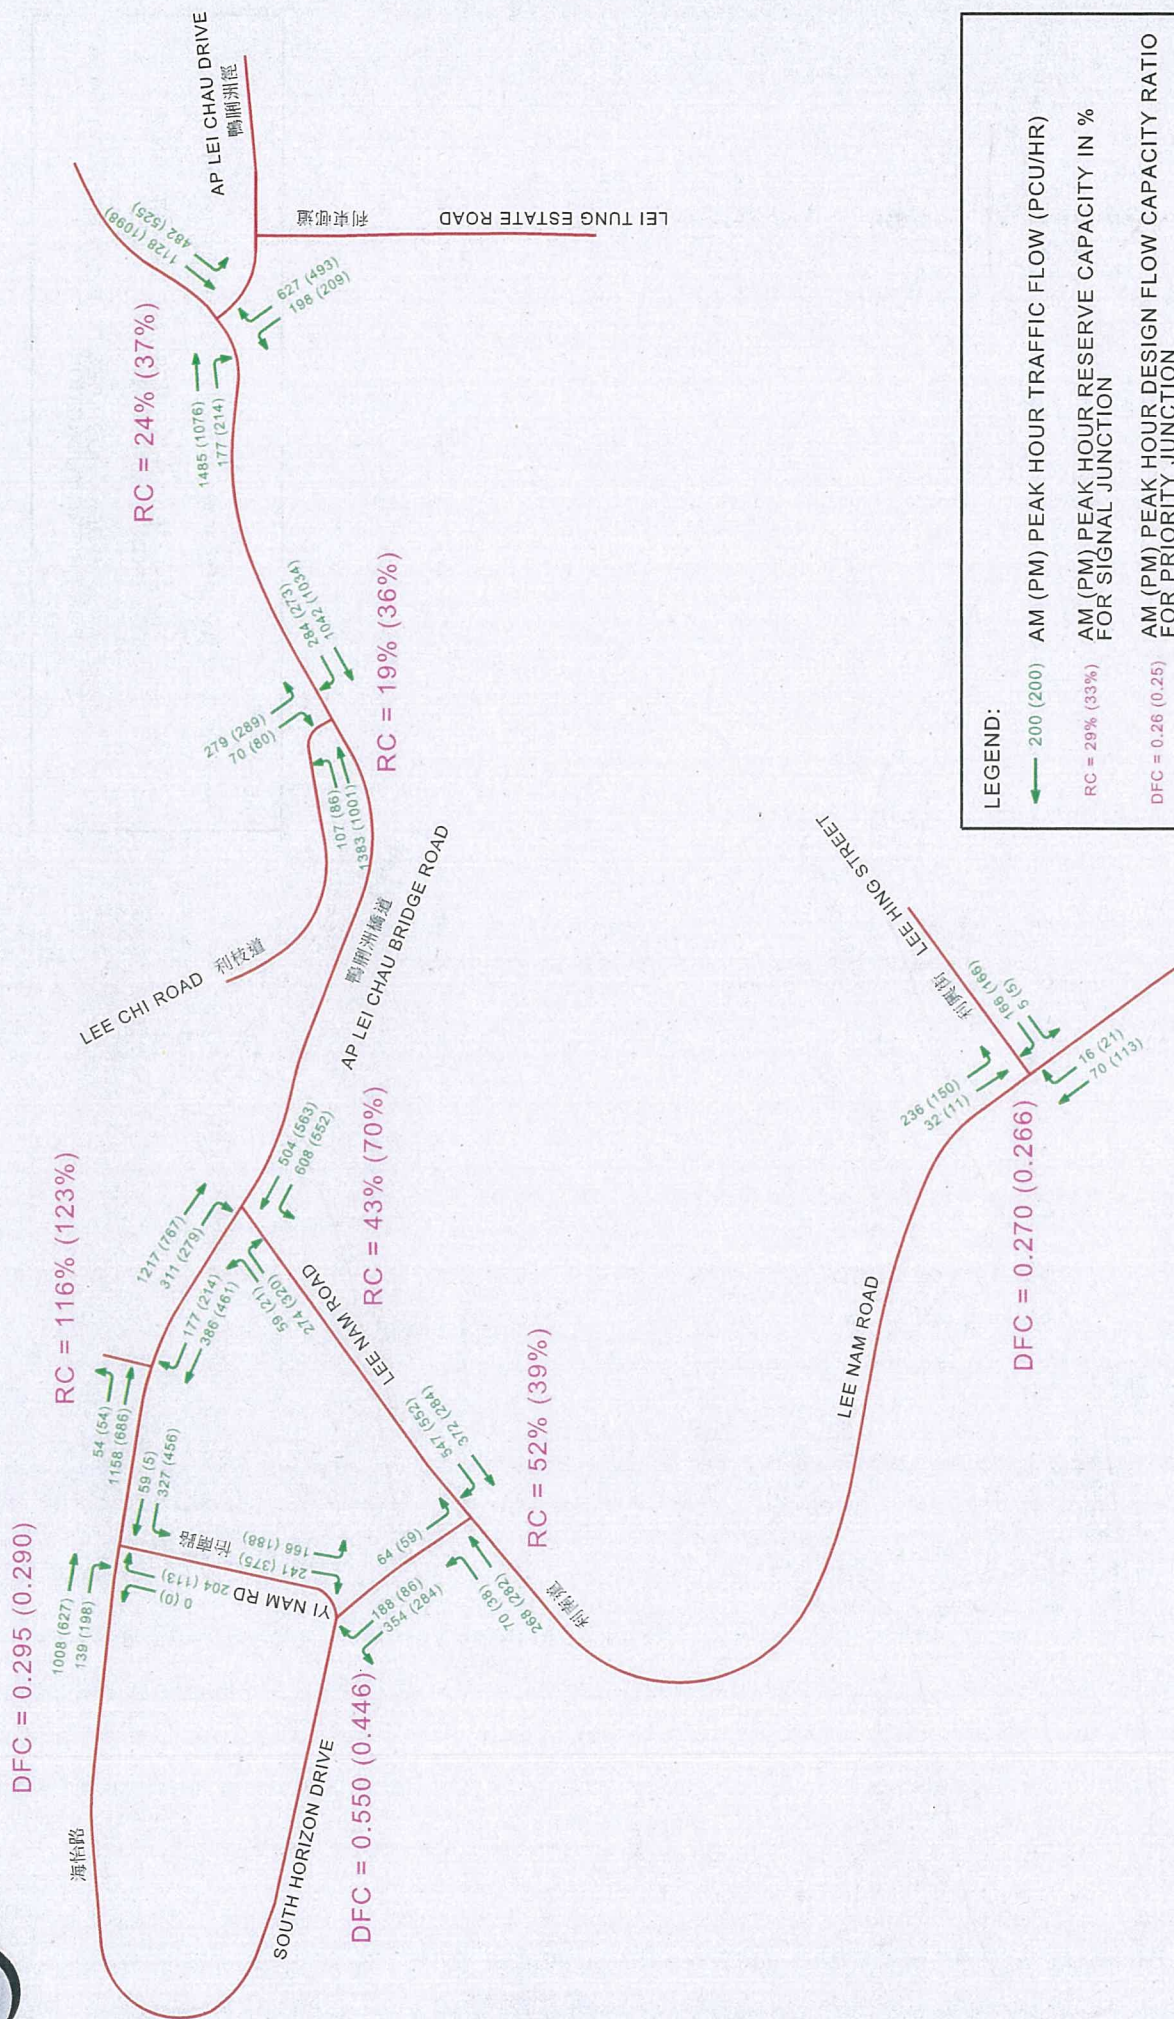 DFC = 0.295 (0.290)
1008 (627)
139 (198)
海怡路
SOUTH HORIZON DRIVE
DFC = 0.550 (0.446)
0 (0)
204 (113)
YI NAM RD
怡南路
59 (5)
327 (456)
166 (188)
241 (375)
188 (86)
354 (284)
64 (59)
RC = 116% (123%)
54 (54)
1158 (686)
177 (214)
386 (461)
1217 (767)
311 (279)
504 (563)
608 (552)
59 (21)
274 (320)
RC = 43% (70%)
LEE NAM ROAD
547 (552)
372 (284)
RC = 52% (39%)
70 (38)
268 (282)
利南道
LEE NAM ROAD
LEE CHI ROAD 利枝道
鴨脷洲橋道
AP LEI CHAU BRIDGE ROAD
107 (86)
1383 (1001)
279 (289)
70 (80)
284 (273)
1042 (1034)
RC = 19% (36%)
RC = 24% (37%)
1485 (1076)
177 (214)
1128 (1098)
482 (525)
627 (493)
198 (209)
AP LEI CHAU DRIVE
鴨脷洲徑
利東邨道
LEI TUNG ESTATE ROAD
利興街 LEE HING STREET
166 (166)
5 (5)
236 (150)
32 (11)
16 (21)
70 (113)
DFC = 0.270 (0.266)
LEGEND:
200 (200) AM (PM) PEAK HOUR TRAFFIC FLOW (PCU/HR)
RC = 29% (33%) AM (PM) PEAK HOUR RESERVE CAPACITY IN %
FOR SIGNAL JUNCTION
DFC = 0.26 (0.25) AM (PM) PEAK HOUR DESIGN FLOW CAPACITY RATIO
FOR PRIORITY JUNCTION